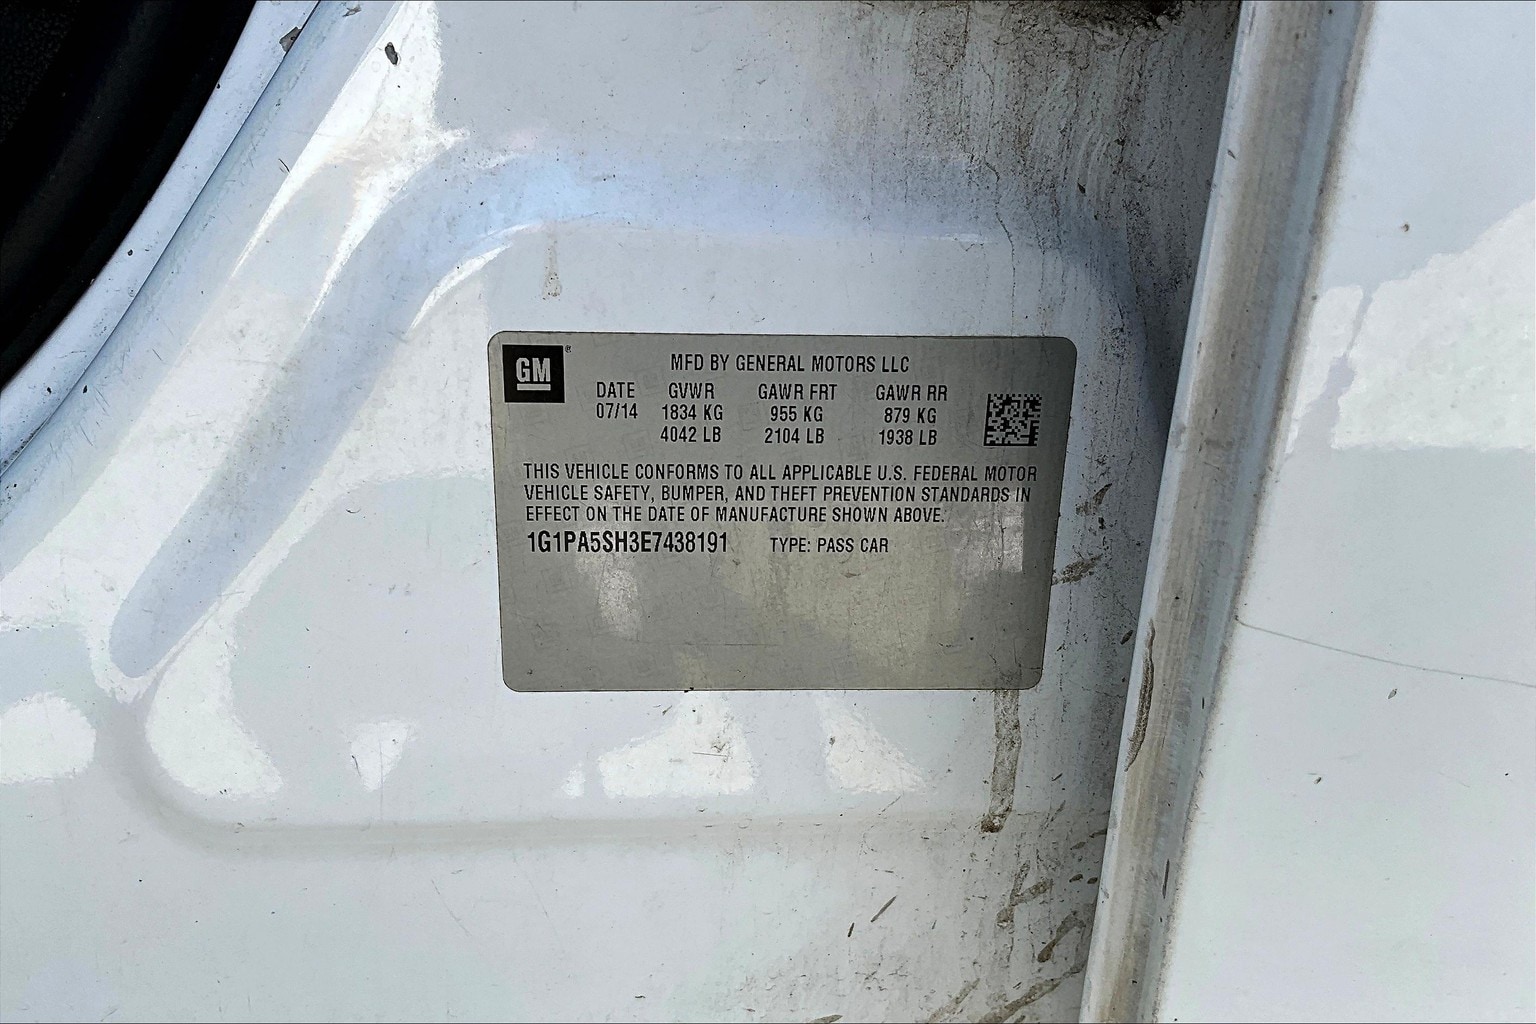 GM®
MFD BY GENERAL MOTORS LLC
DATE GVWR GAWR FRT GAWR RR
07/14 1834 KG 955 KG 879 KG
4042 LB 2104 LB 1938 LB
THIS VEHICLE CONFORMS TO ALL APPLICABLE U.S. FEDERAL MOTOR
VEHICLE SAFETY, BUMPER, AND THEFT PREVENTION STANDARDS IN
EFFECT ON THE DATE OF MANUFACTURE SHOWN ABOVE.
1G1PA5SH3E7438191 TYPE: PASS CAR